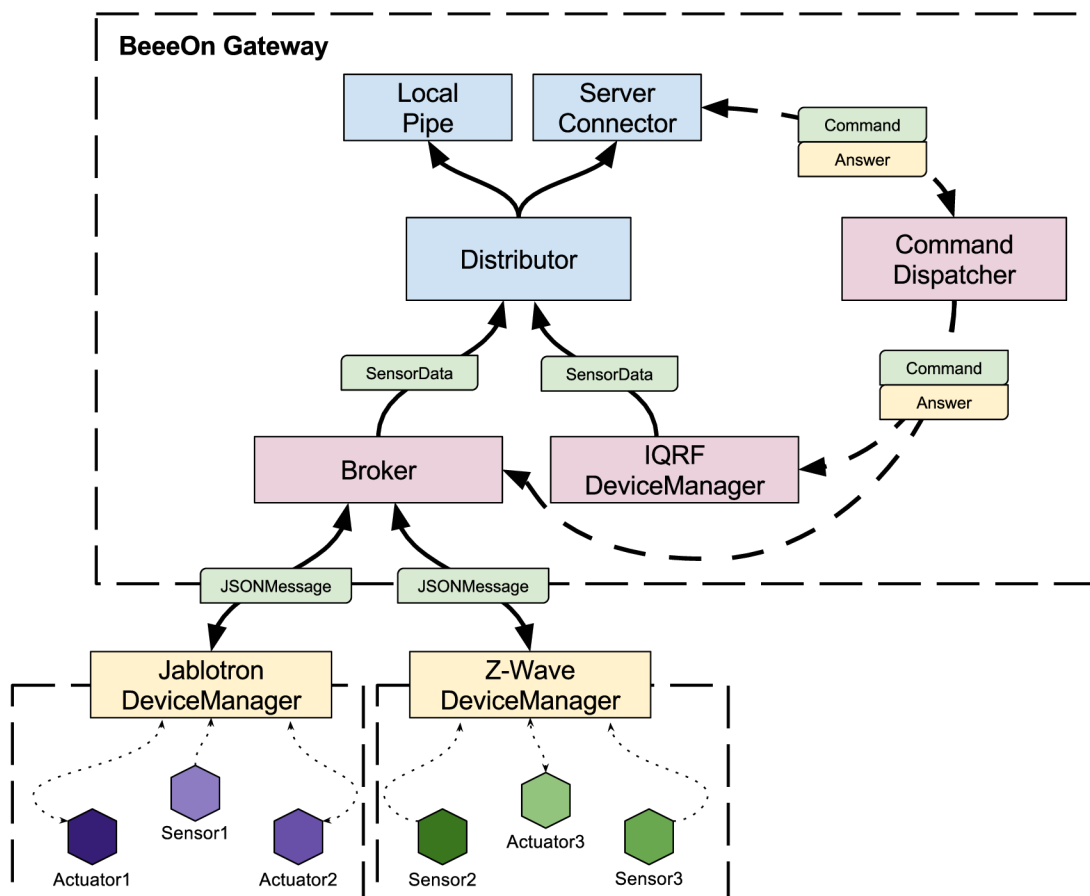 BeeeOn Gateway
Local
Pipe
Server
Connector
Command
Answer
Distributor
Command
Dispatcher
SensorData
SensorData
Command
Answer
Broker
IQRF
DeviceManager
JSONMessage
JSONMessage
Jablotron
DeviceManager
Z-Wave
DeviceManager
Sensor1
Actuator3
Actuator1
Actuator2
Sensor2
Sensor3